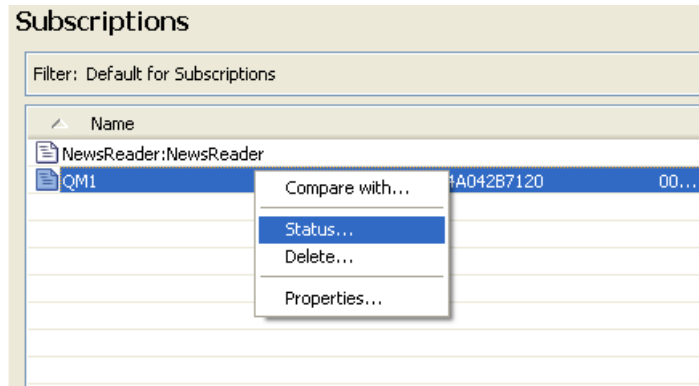 Subscriptions
Filter: Default for Subscriptions
Name
NewsReader:NewsReader
QM1 4A042B7120 00...
Compare with...
Status...
Delete...
Properties...